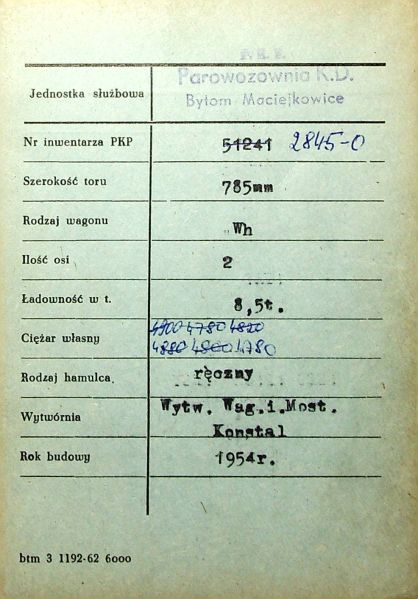 P. K. P.
Parowozownia K.D.
Jednostka służbowa Bytom Maciejkowice
Nr inwentarza PKP 51241 2845-0
Szerokość toru 785mm
Rodzaj wagonu Wh
Ilość osi 2
Ładowność w t. 8,5t.
4900 4780 4820
Ciężar własny 4880 4800 4780
Rodzaj hamulca ręczny
Wytw. Wag.i.Most.
Wytwórnia Konstal
Rok budowy 1954r.
btm 3 1192-62 6000